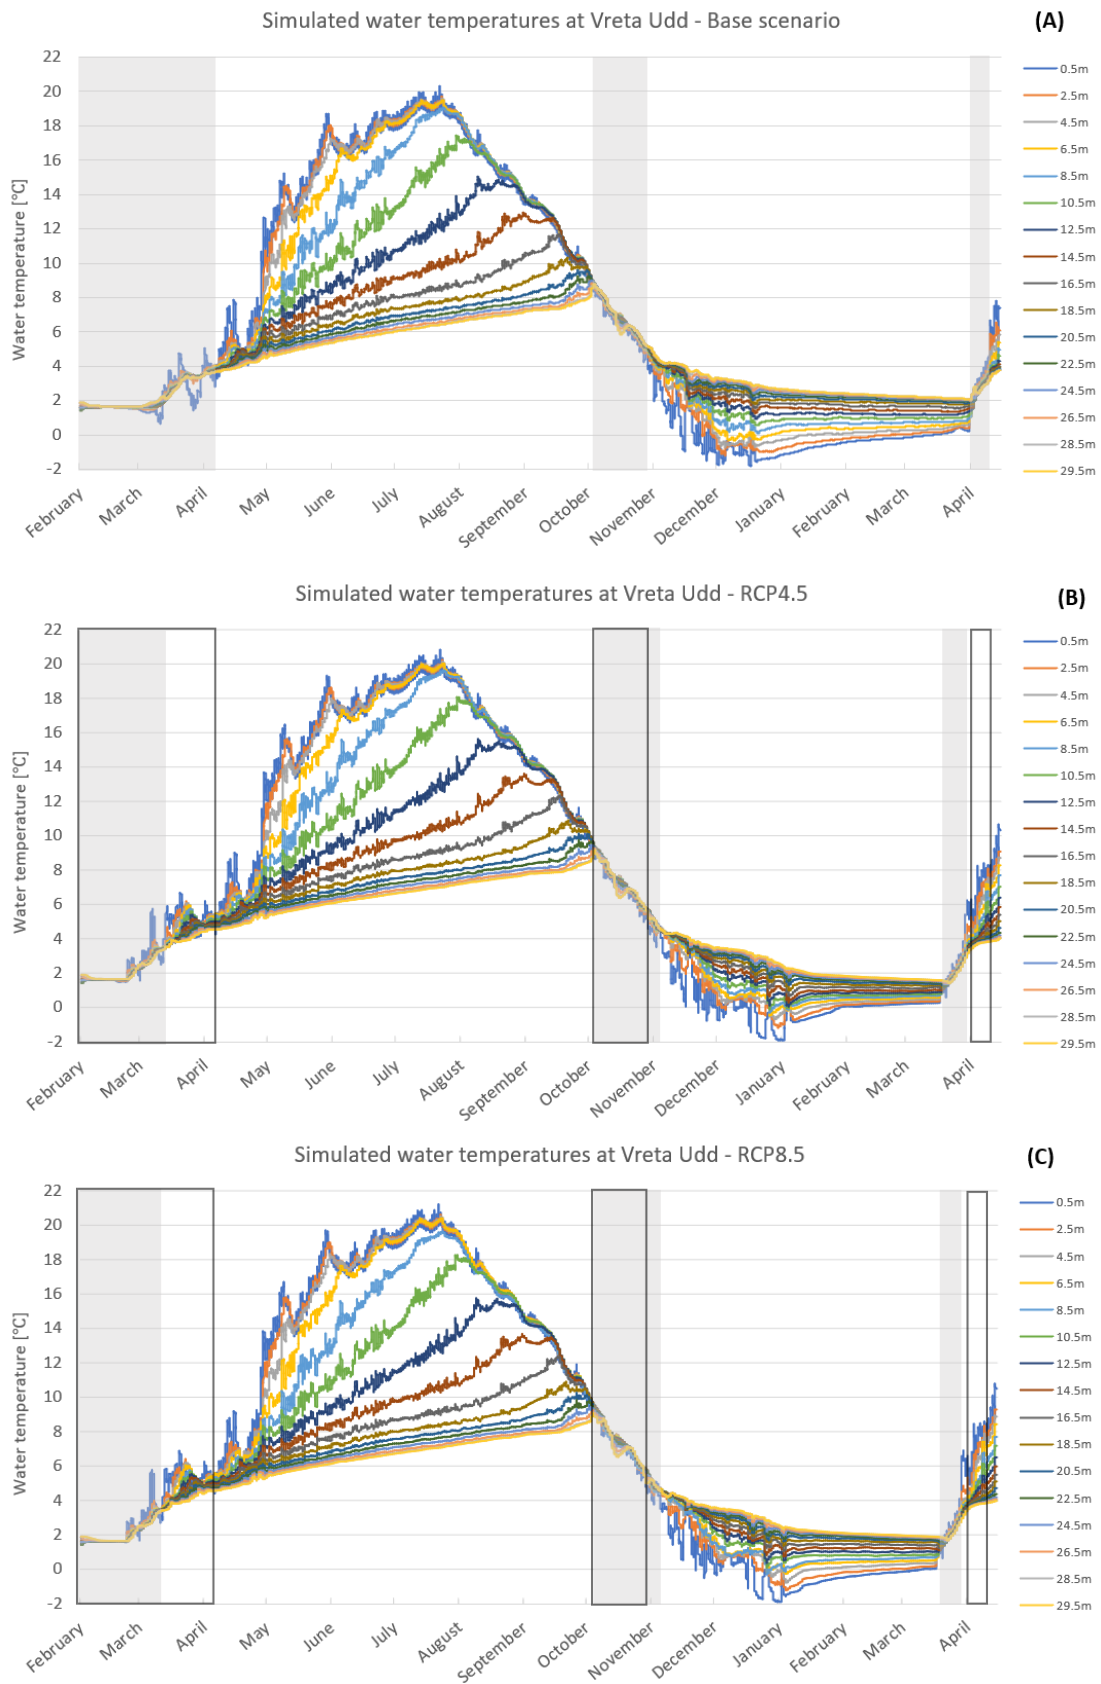 Simulated water temperatures at Vreta Udd - Base scenario
(A)
Water temperature [°C]
22
20
18
16
14
12
10
8
6
4
2
0
-2
February
March
April
May
June
July
August
September
October
November
December
January
February
March
April
0.5m
2.5m
4.5m
6.5m
8.5m
10.5m
12.5m
14.5m
16.5m
18.5m
20.5m
22.5m
24.5m
26.5m
28.5m
29.5m
Simulated water temperatures at Vreta Udd - RCP4.5
(B)
Water temperature [°C]
22
20
18
16
14
12
10
8
6
4
2
0
-2
February
March
April
May
June
July
August
September
October
November
December
January
February
March
April
0.5m
2.5m
4.5m
6.5m
8.5m
10.5m
12.5m
14.5m
16.5m
18.5m
20.5m
22.5m
24.5m
26.5m
28.5m
29.5m
Simulated water temperatures at Vreta Udd - RCP8.5
(C)
Water temperature [°C]
22
20
18
16
14
12
10
8
6
4
2
0
-2
February
March
April
May
June
July
August
September
October
November
December
January
February
March
April
0.5m
2.5m
4.5m
6.5m
8.5m
10.5m
12.5m
14.5m
16.5m
18.5m
20.5m
22.5m
24.5m
26.5m
28.5m
29.5m